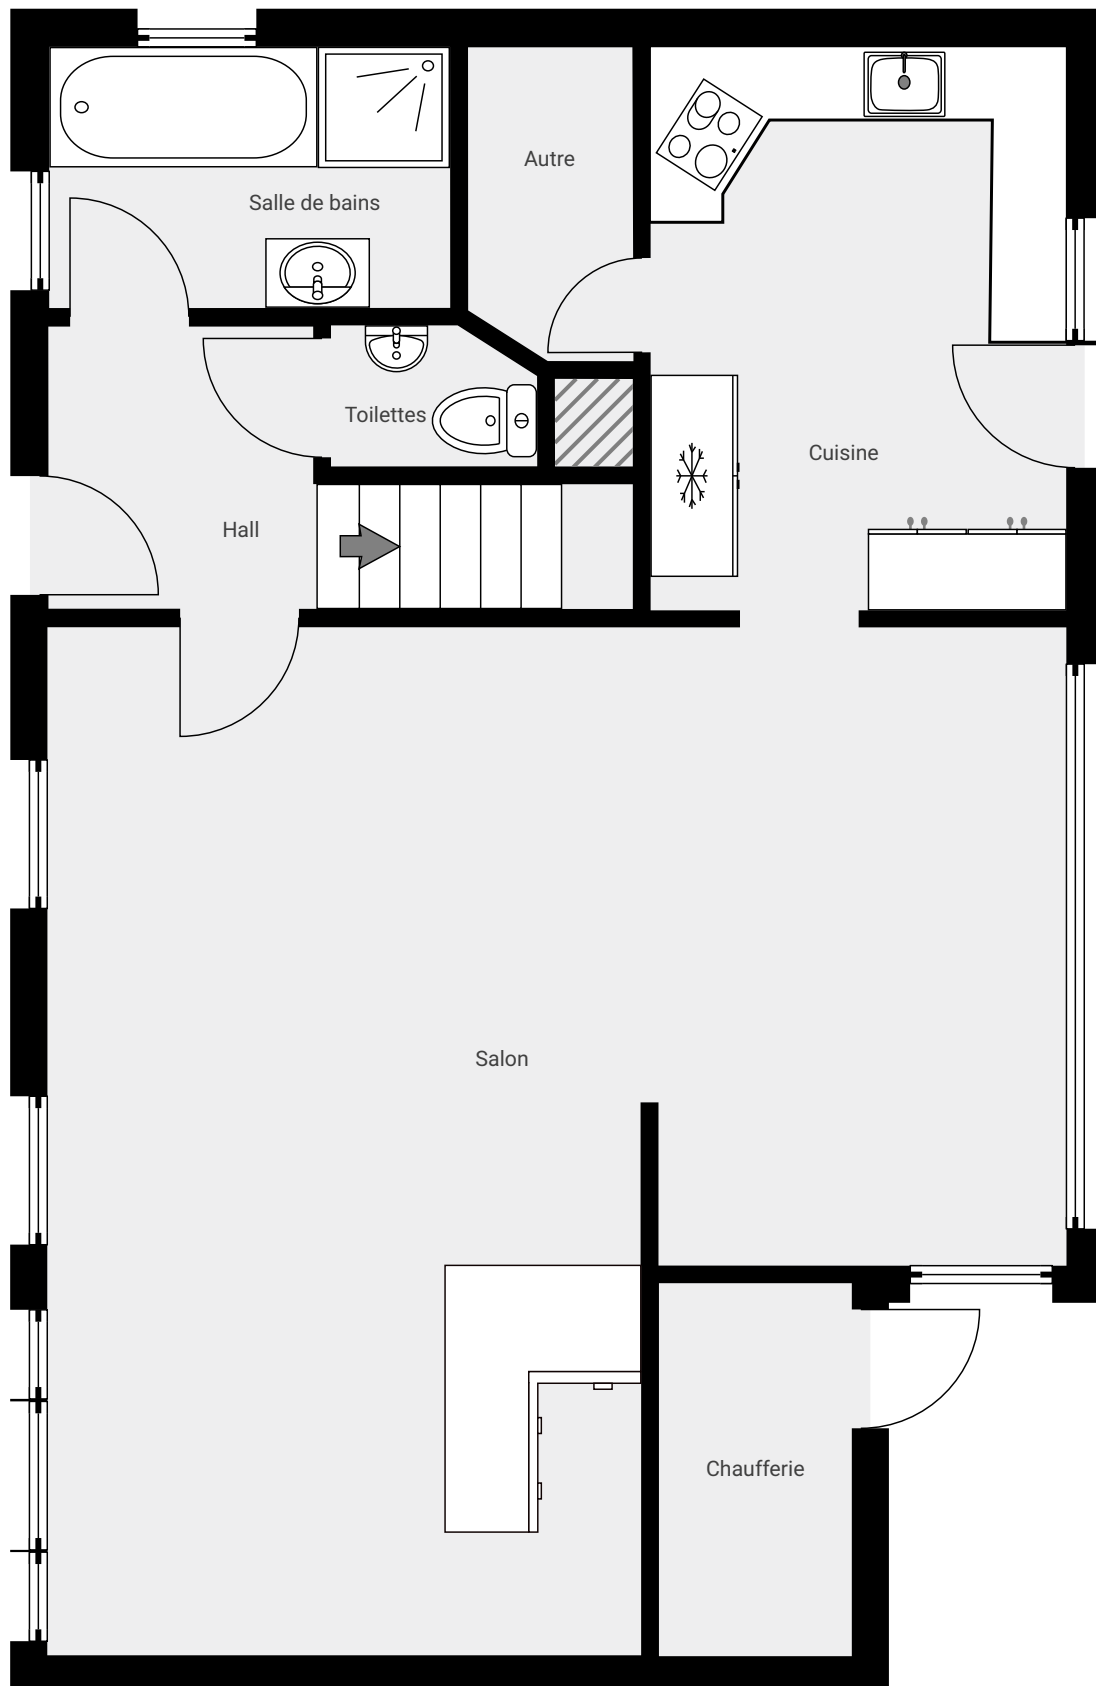 Autre
Salle de bains
Toilettes
Cuisine
Hall
Salon
Chaufferie